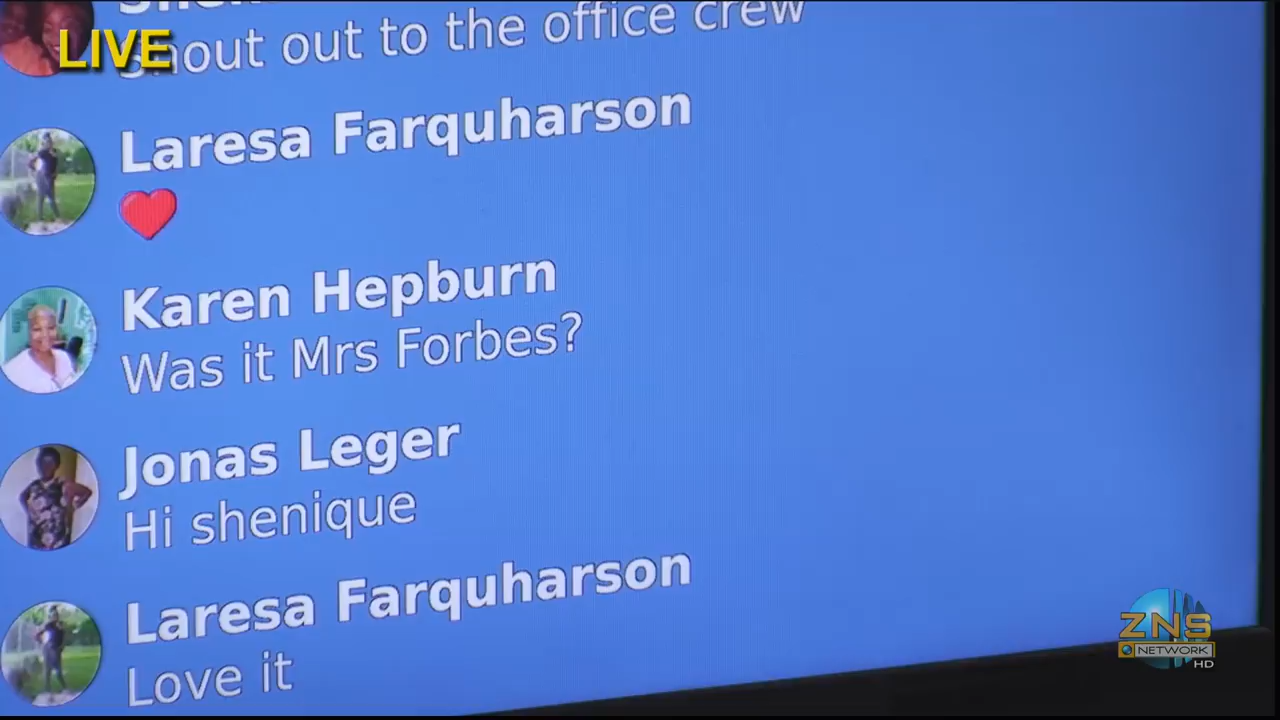 LIVE
Shout out to the office crew
Laresa Farquharson
❤️
Karen Hepburn
Was it Mrs Forbes?
Jonas Leger
Hi shenique
Laresa Farquharson
Love it
ZNS
NETWORK
HD